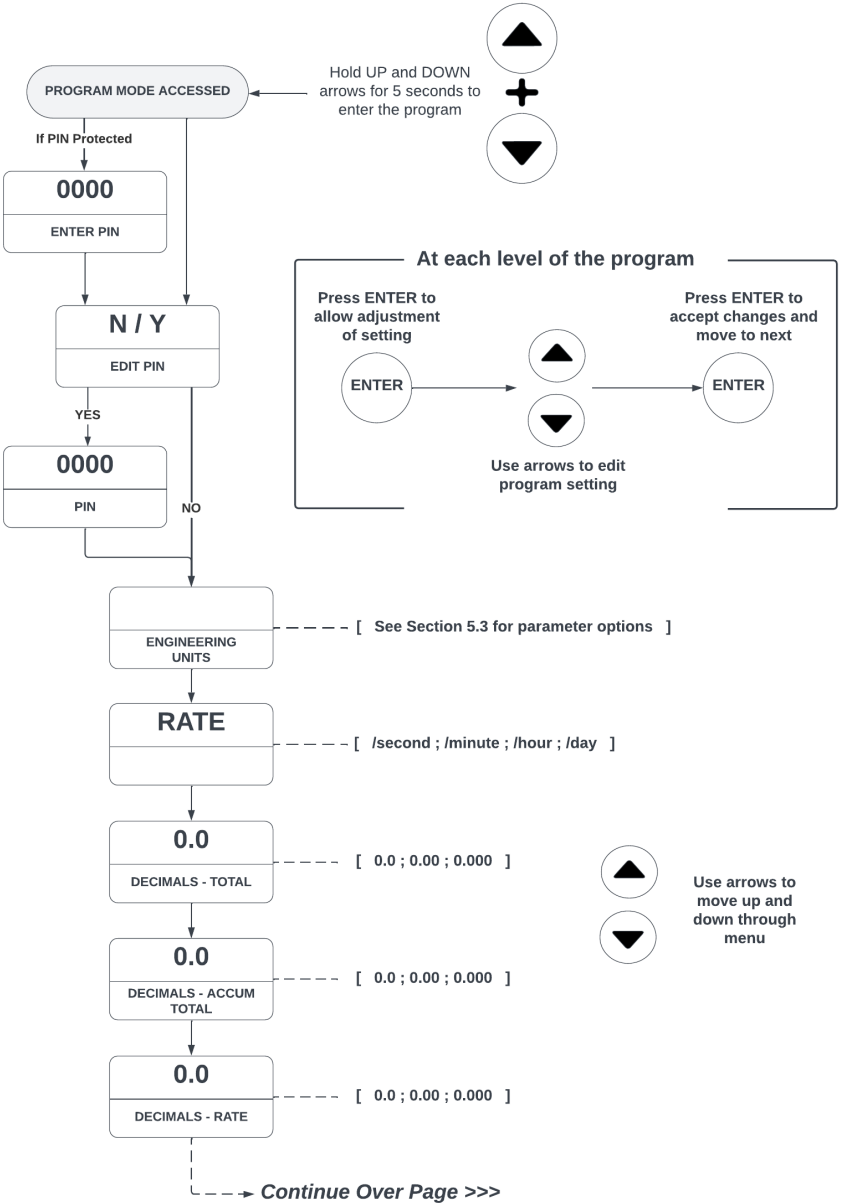 Hold UP and DOWN
arrows for 5 seconds to
enter the program
PROGRAM MODE ACCESSED
If PIN Protected
0000
ENTER PIN
At each level of the program
Press ENTER to
allow adjustment
of setting
Press ENTER to
accept changes and
move to next
ENTER
ENTER
Use arrows to edit
program setting
N / Y
EDIT PIN
YES
0000
PIN
NO
ENGINEERING
UNITS
[ See Section 5.3 for parameter options ]
RATE
[ /second ; /minute ; /hour ; /day ]
0.0
DECIMALS - TOTAL
[ 0.0 ; 0.00 ; 0.000 ]
Use arrows to
move up and
down through
menu
0.0
DECIMALS - ACCUM
TOTAL
[ 0.0 ; 0.00 ; 0.000 ]
0.0
DECIMALS - RATE
[ 0.0 ; 0.00 ; 0.000 ]
Continue Over Page >>>